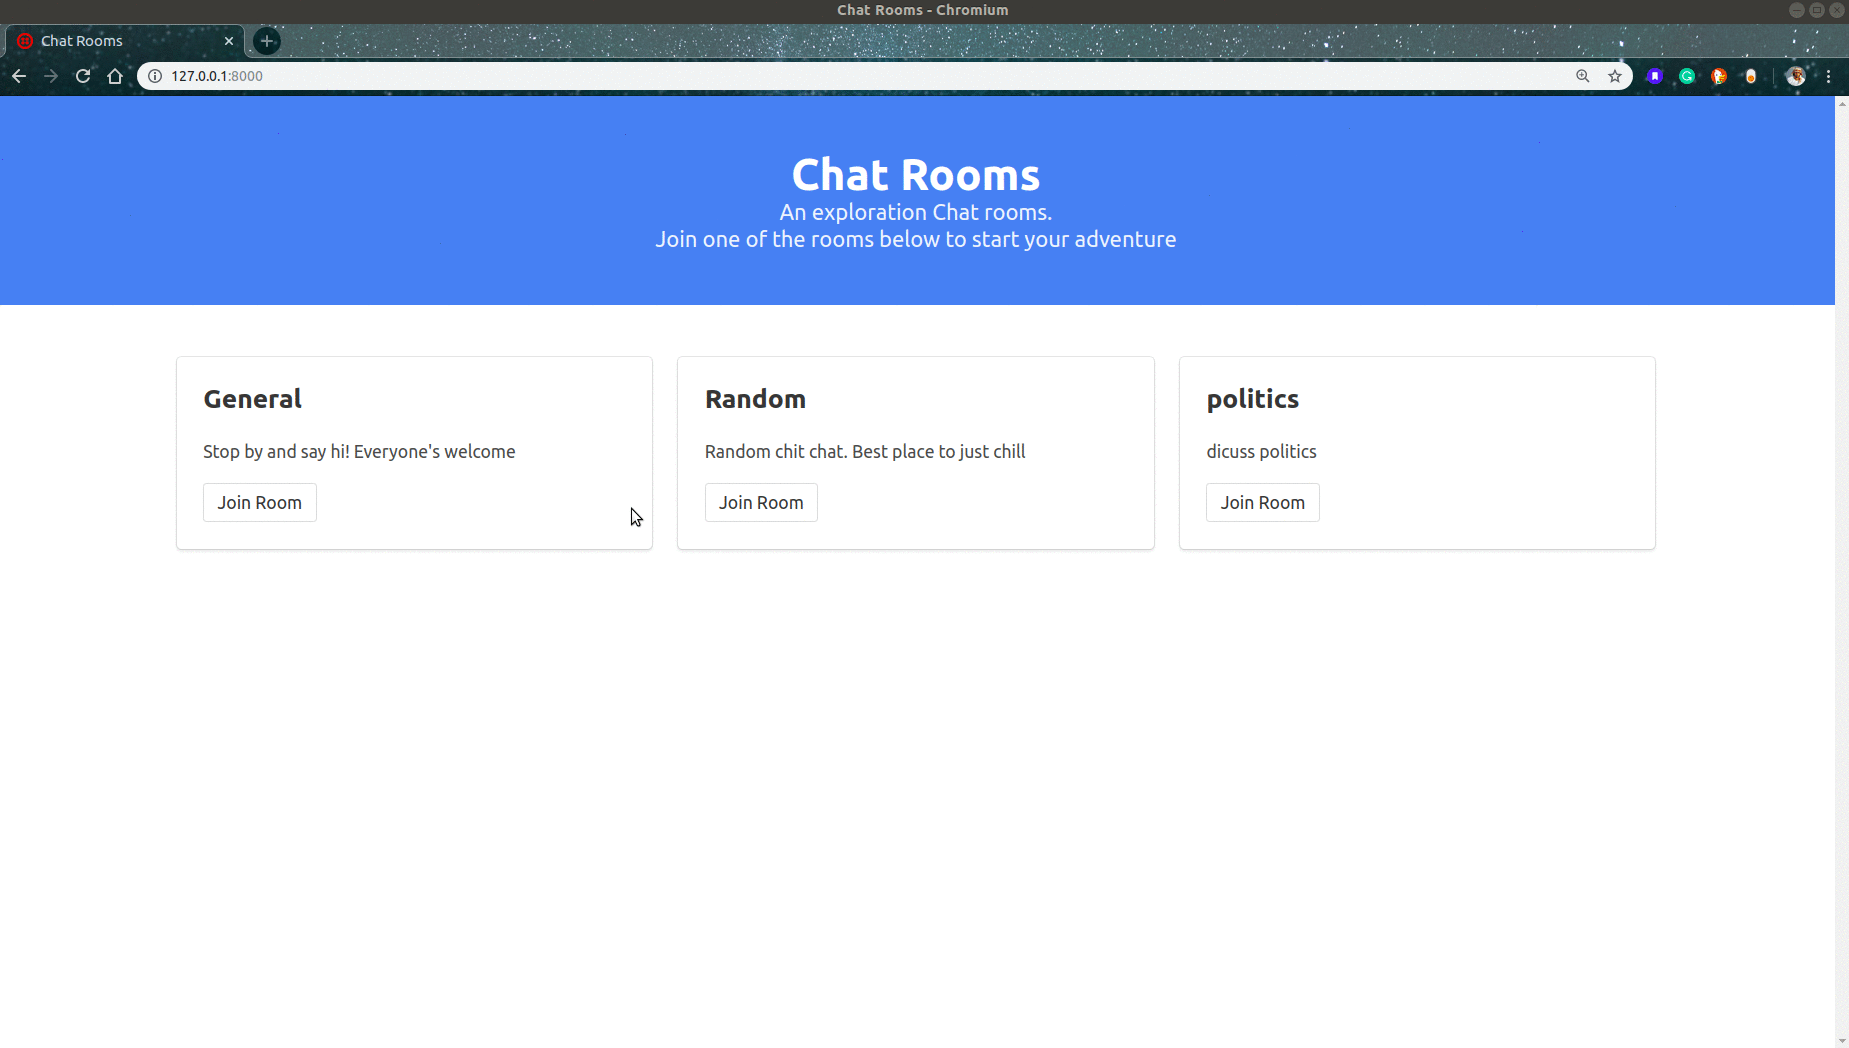 Chat Rooms - Chromium
Chat Rooms
127.0.0.1:8000
Chat Rooms
An exploration Chat rooms.
Join one of the rooms below to start your adventure
General
Stop by and say hi! Everyone's welcome
Join Room
Random
Random chit chat. Best place to just chill
Join Room
politics
dicuss politics
Join Room